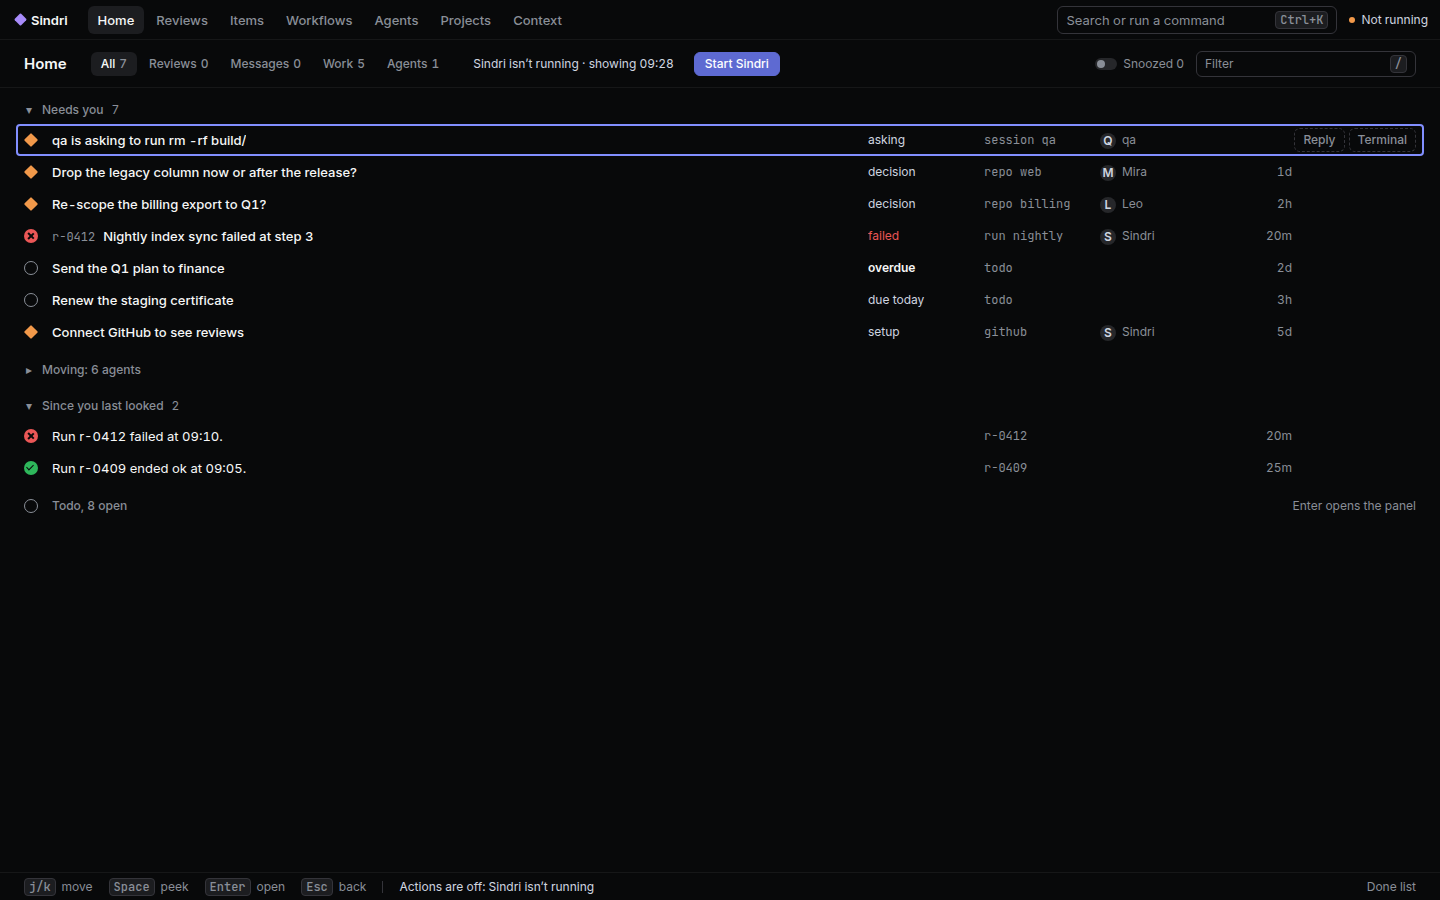 Sindri Home Reviews Items Workflows Agents Projects Context Search or run a command Ctrl+K Not running
Home All 7 Reviews 0 Messages 0 Work 5 Agents 1 Sindri isn’t running · showing 09:28 Start Sindri Snoozed 0 Filter /
Needs you 7
qa is asking to run rm -rf build/ asking session qa Q qa Reply Terminal
Drop the legacy column now or after the release? decision repo web M Mira 1d
Re-scope the billing export to Q1? decision repo billing L Leo 2h
r-0412 Nightly index sync failed at step 3 failed run nightly S Sindri 20m
Send the Q1 plan to finance overdue todo 2d
Renew the staging certificate due today todo 3h
Connect GitHub to see reviews setup github S Sindri 5d
Moving: 6 agents
Since you last looked 2
Run r-0412 failed at 09:10. r-0412 20m
Run r-0409 ended ok at 09:05. r-0409 25m
Todo, 8 open Enter opens the panel
j/k move Space peek Enter open Esc back Actions are off: Sindri isn’t running Done list